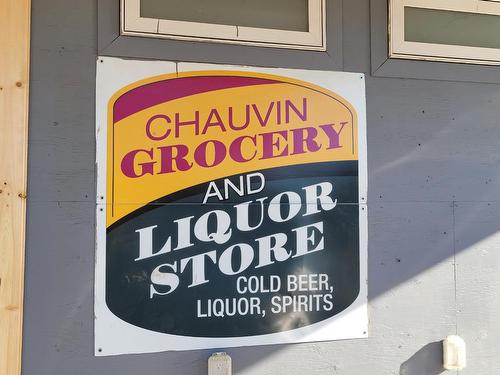 CHAUVIN
GROCERY
AND
LIQUOR
STORE
COLD BEER,
LIQUOR, SPIRITS